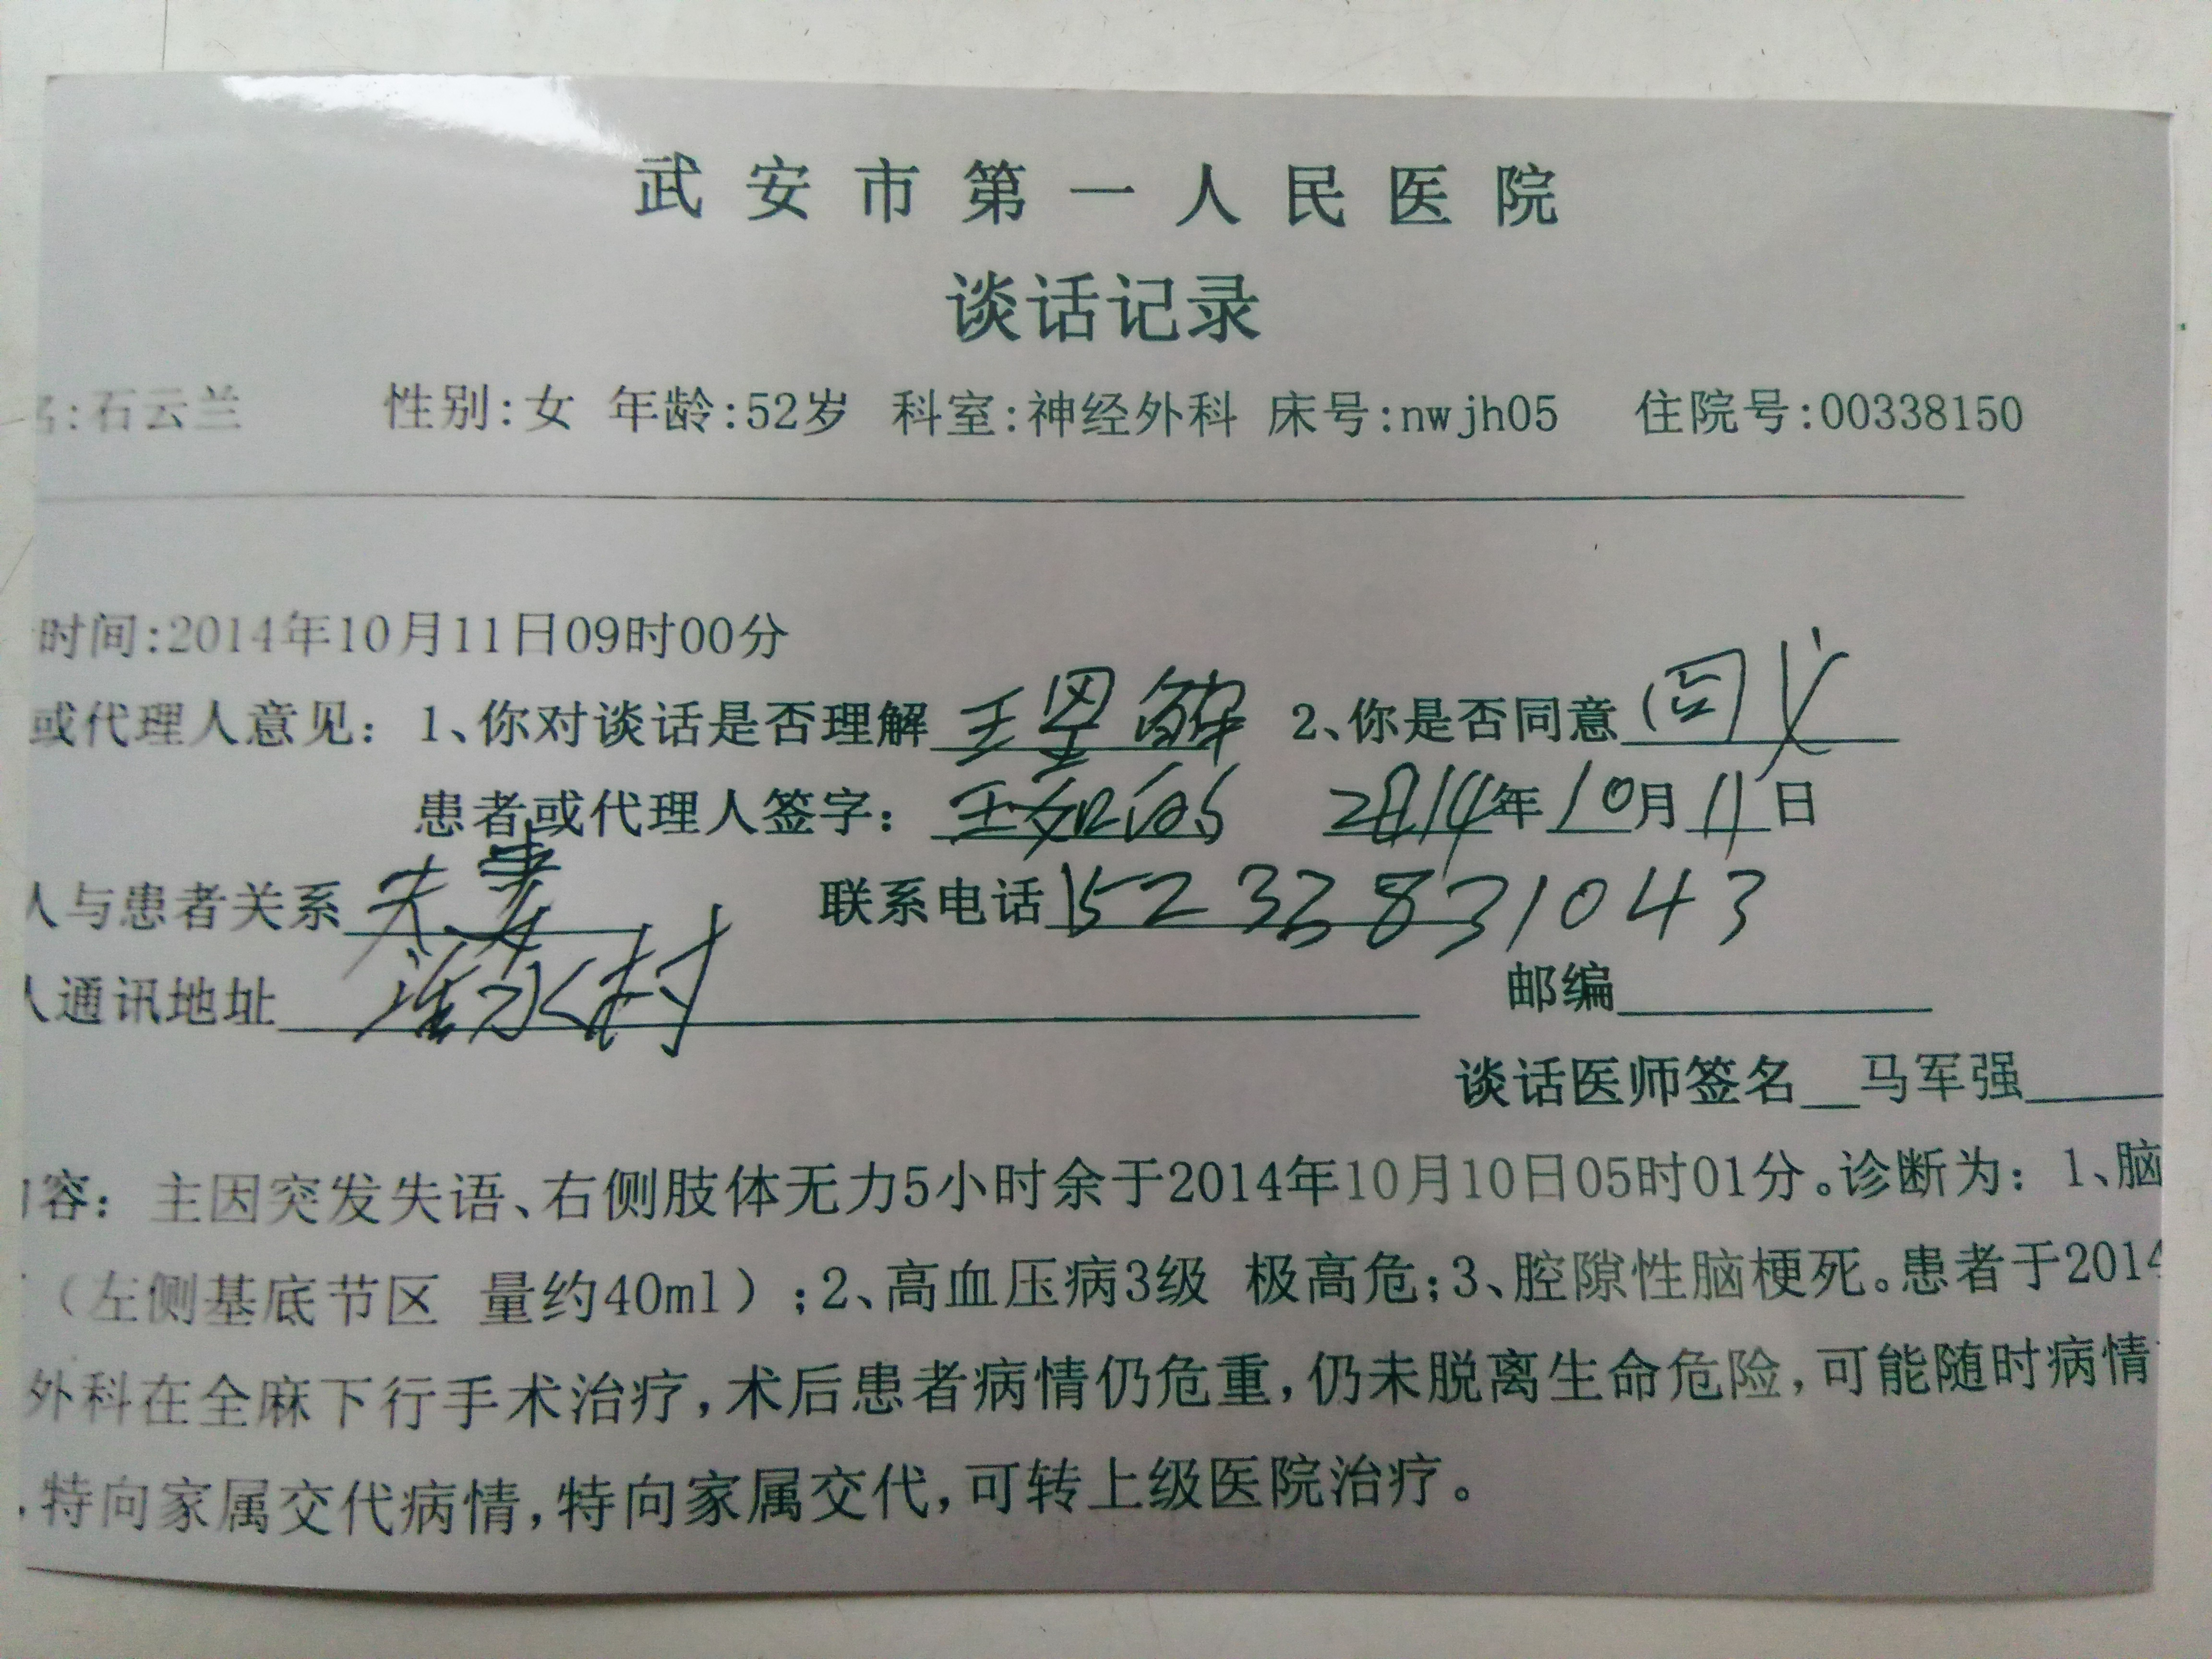 武安市第一人民医院
谈话记录
:石云兰 性别:女 年龄:52岁 科室:神经外科 床号:nwjh05 住院号:00338150
时间:2014年10月11日09时00分
或代理人意见: 1、你对谈话是否理解 理解 2、你是否同意 同意
患者或代理人签字: 王 2014年10月11日
人与患者关系 夫妻 联系电话 15233831043
人通讯地址 村 邮编
谈话医师签名 马军强
容: 主因突发失语、右侧肢体无力5小时余于2014年10月10日05时01分。诊断为: 1、脑
(左侧基底节区 量约40ml);2、高血压病3级 极高危;3、腔隙性脑梗死。患者于2014
外科在全麻下行手术治疗,术后患者病情仍危重,仍未脱离生命危险,可能随时病情
,特向家属交代病情,特向家属交代,可转上级医院治疗。